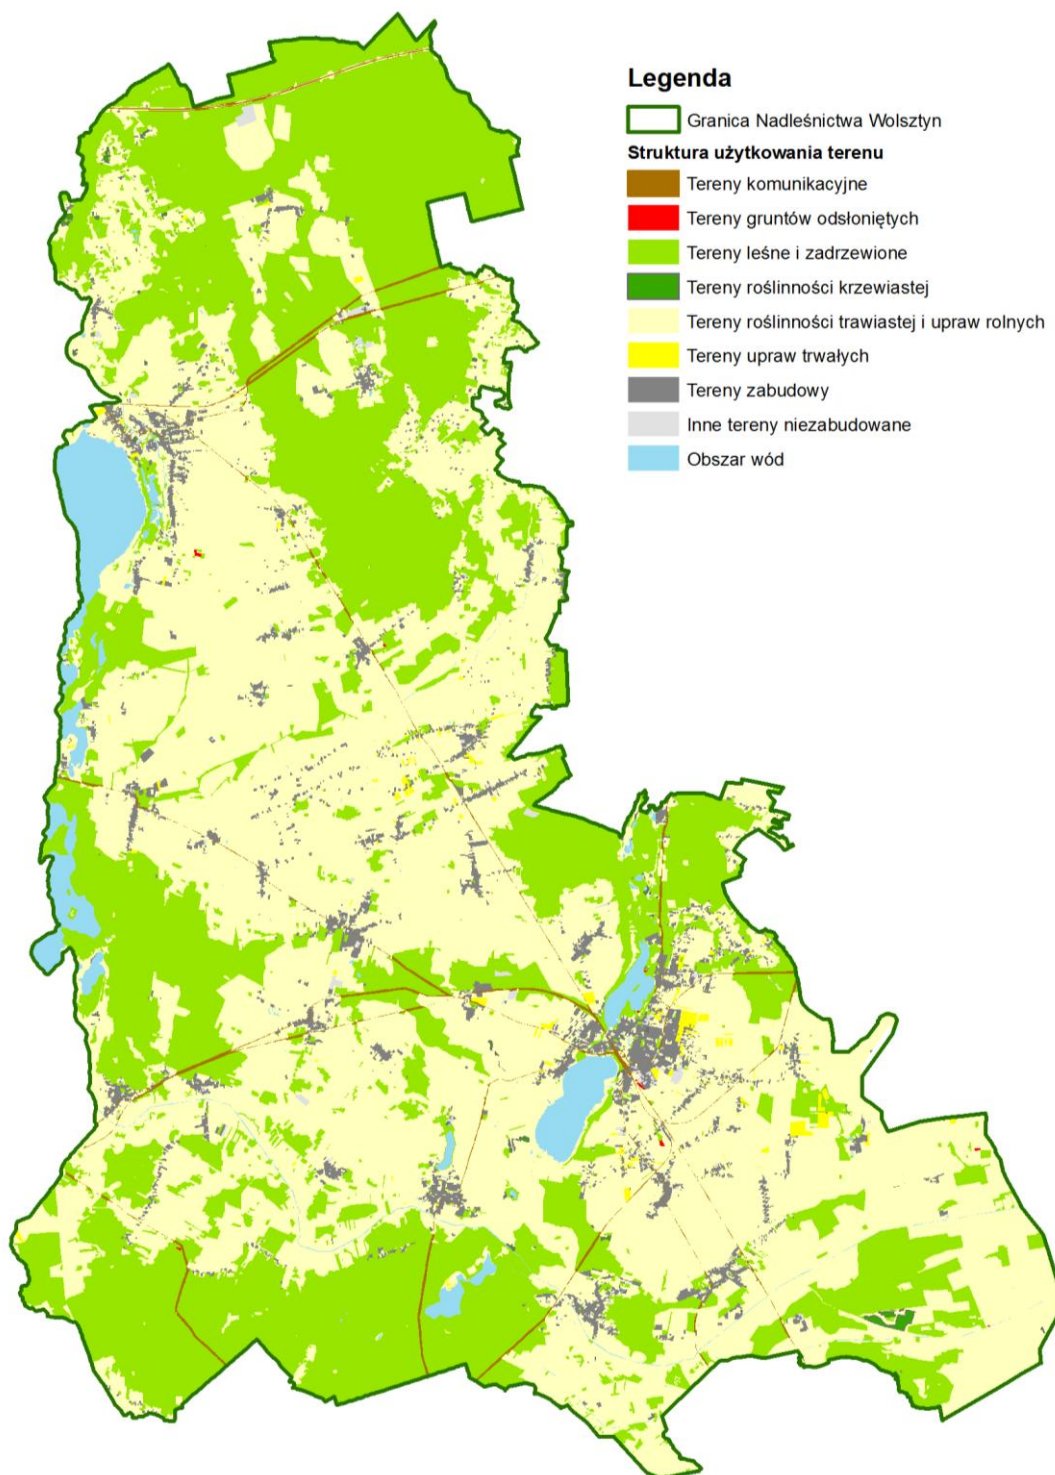 Legenda
Granica Nadleśnictwa Wolsztyn
Struktura użytkowania terenu
Tereny komunikacyjne
Tereny gruntów odsłoniętych
Tereny leśne i zadrzewione
Tereny roślinności krzewiastej
Tereny roślinności trawiastej i upraw rolnych
Tereny upraw trwałych
Tereny zabudowy
Inne tereny niezabudowane
Obszar wód